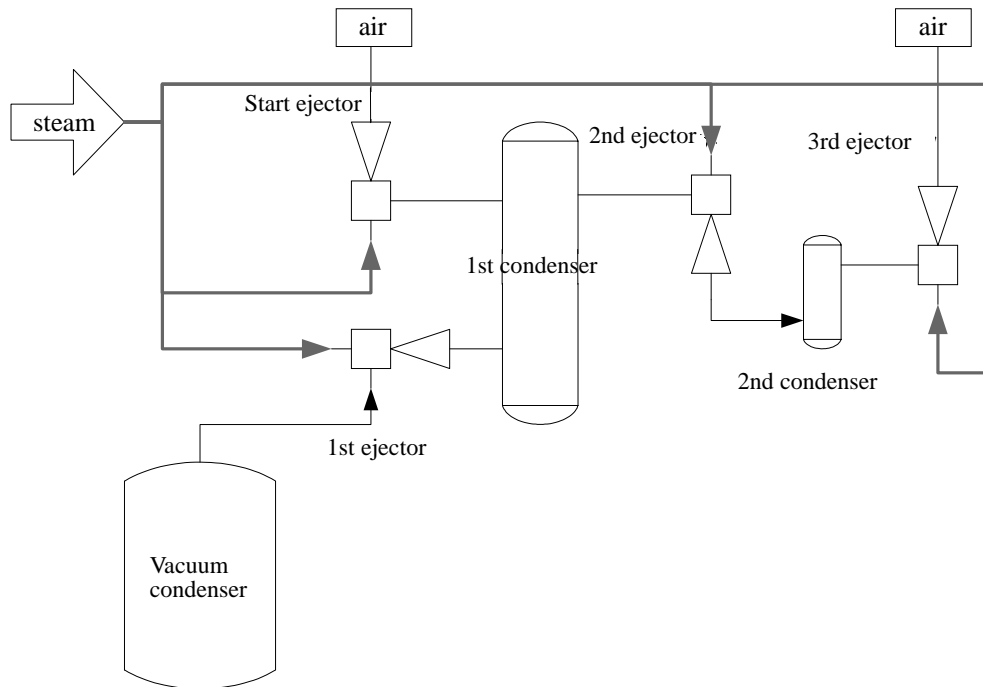 air
air
steam
Start ejector
2nd ejector
3rd ejector
1st condenser
2nd condenser
1st ejector
Vacuum
condenser